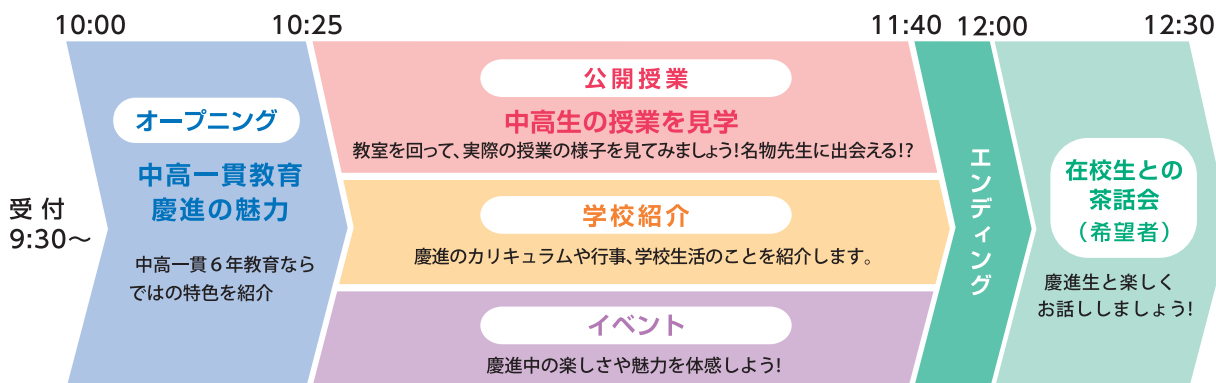 10:00
10:25
11:40
12:00
12:30
受付
9:30〜
オープニング
中高一貫教育
慶進の魅力
中高一貫６年教育なら
ではの特色を紹介
公開授業
中高生の授業を見学
教室を回って、実際の授業の様子を見てみましょう!名物先生に出会える!?
学校紹介
慶進のカリキュラムや行事、学校生活のことを紹介します。
イベント
慶進中の楽しさや魅力を体感しよう!
エンディング
在校生との
茶話会
（希望者）
慶進生と楽しく
お話ししましょう!